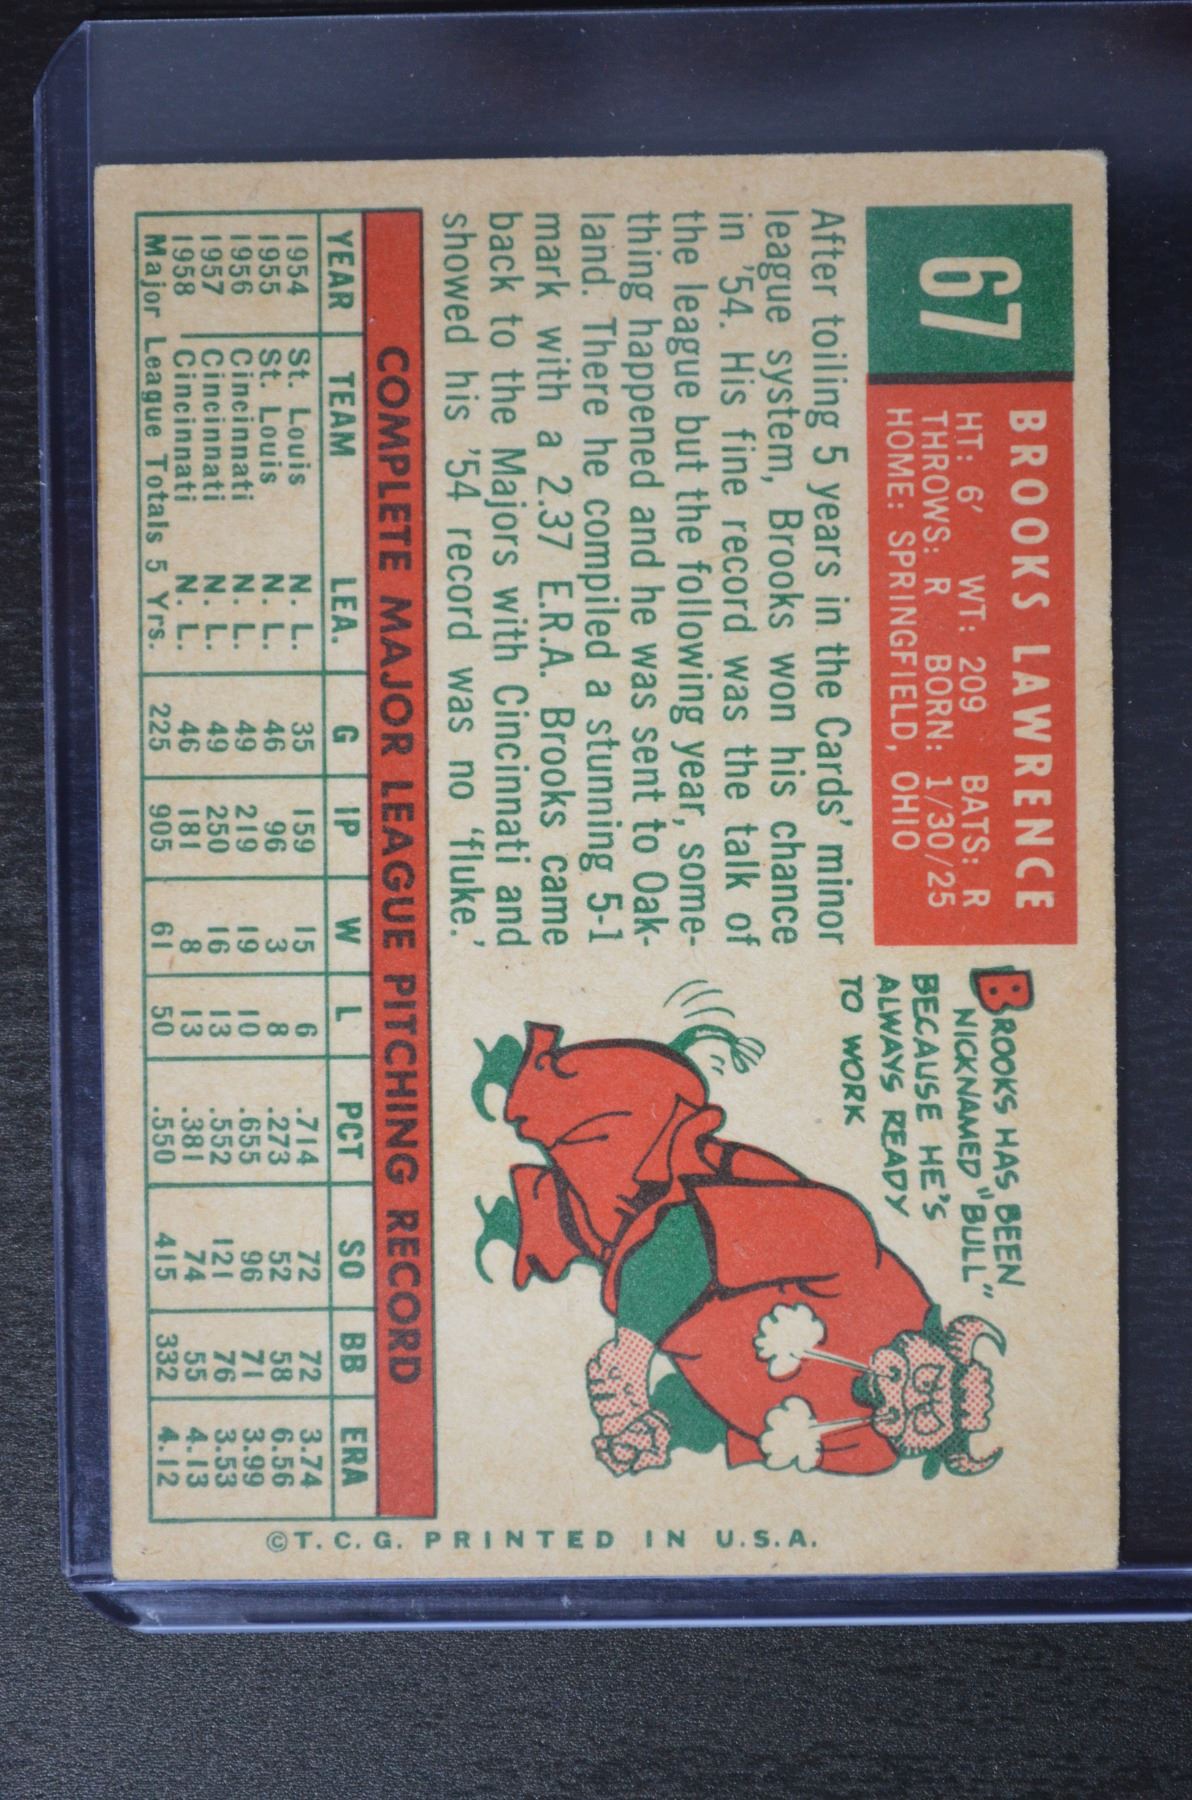 67
BROOKS LAWRENCE
HT: 6' WT: 209 BATS: R
THROWS: R BORN: 1/30/25
HOME: SPRINGFIELD, OHIO
After toiling 5 years in the Cards' minor
league system, Brooks won his chance
in '54. His fine record was the talk of
the league but the following year, some-
thing happened and he was sent to Oak-
land. There he compiled a stunning 5-1
mark with a 2.37 E.R.A. Brooks came
back to the Majors with Cincinnati and
showed his '54 record was no 'fluke.'
BROOKS HAS BEEN
NICKNAMED "BULL"
BECAUSE HE'S
ALWAYS READY
TO WORK
COMPLETE MAJOR LEAGUE PITCHING RECORD
YEAR TEAM LEA. G IP W L PCT SO BB ERA
1954 St. Louis N. L. 35 159 15 6 .714 72 72 3.74
1955 St. Louis N. L. 46 96 3 8 .273 52 58 6.56
1956 Cincinnati N. L. 49 219 19 10 .655 96 71 3.99
1957 Cincinnati N. L. 49 250 16 13 .552 121 76 3.53
1958 Cincinnati N. L. 46 181 8 13 .381 74 55 4.13
Major League Totals 5 Yrs. 225 905 61 50 .550 415 332 4.12
©T.C.G. PRINTED IN U.S.A.